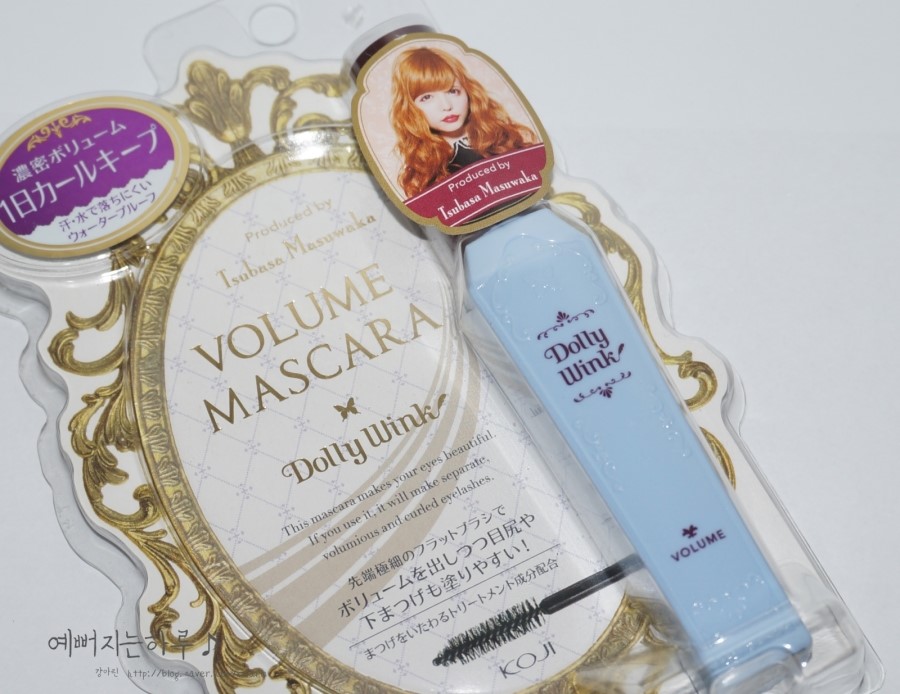 濃密ボリューム
1日カールキープ
汗・水で落ちにくい
ウォータープルーフ
Produced by
Tsubasa Masuwaka
Produced by
Tsubasa Masuwaka
VOLUME
MASCARA
Dolly Wink
This mascara makes your eyes beautiful.
If you use it, it will make separate,
volumious and curled eyelashes.
先端極細のフラットブラシで
ボリュームを出しつつ目尻や
下まつげも塗りやすい!
まつげをいたわるトリートメント成分配合
KOJI
Dolly
Wink
VOLUME
예뻐지는하루♪
http://blog.naver.